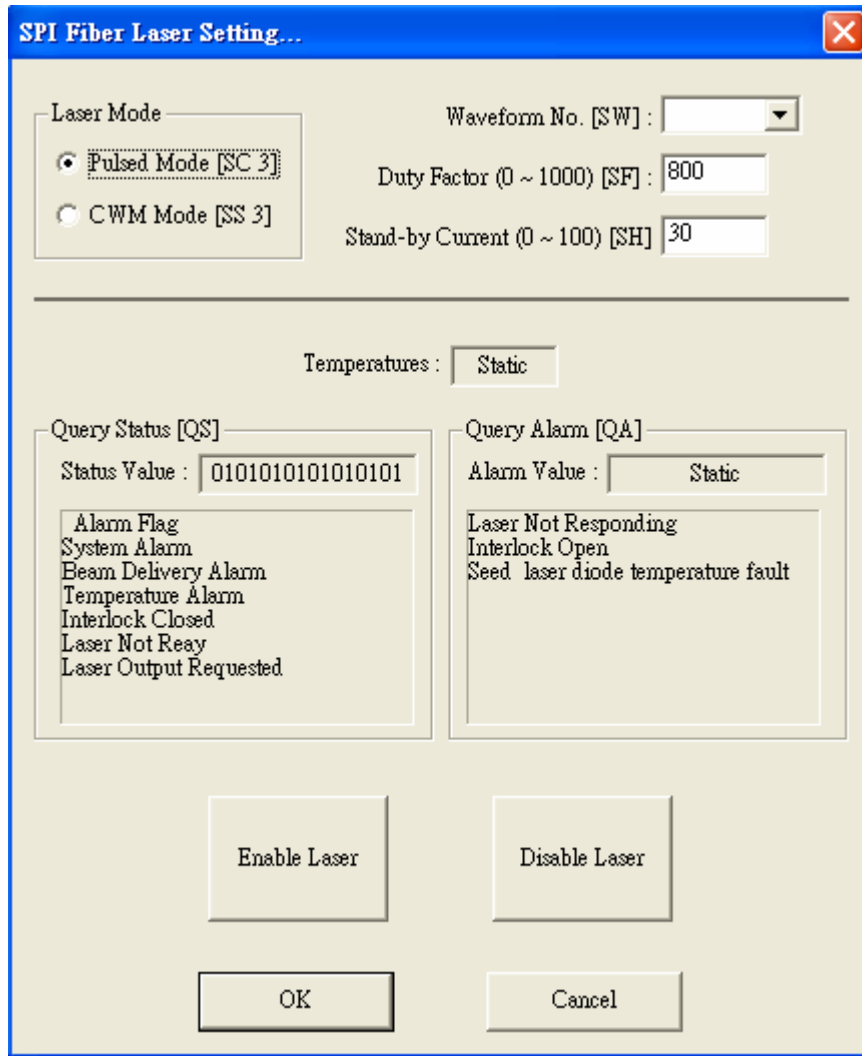 SPI Fiber Laser Setting...
Laser Mode
Pulsed Mode [SC 3]
CWM Mode [SS 3]
Waveform No. [SW] :
Duty Factor (0 ~ 1000) [SF] : 800
Stand-by Current (0 ~ 100) [SH] 30
Temperatures : Static
Query Status [QS]
Status Value : 0101010101010101
Alarm Flag
System Alarm
Beam Delivery Alarm
Temperature Alarm
Interlock Closed
Laser Not Reay
Laser Output Requested
Query Alarm [QA]
Alarm Value : Static
Laser Not Responding
Interlock Open
Seed laser diode temperature fault
Enable Laser
Disable Laser
OK
Cancel